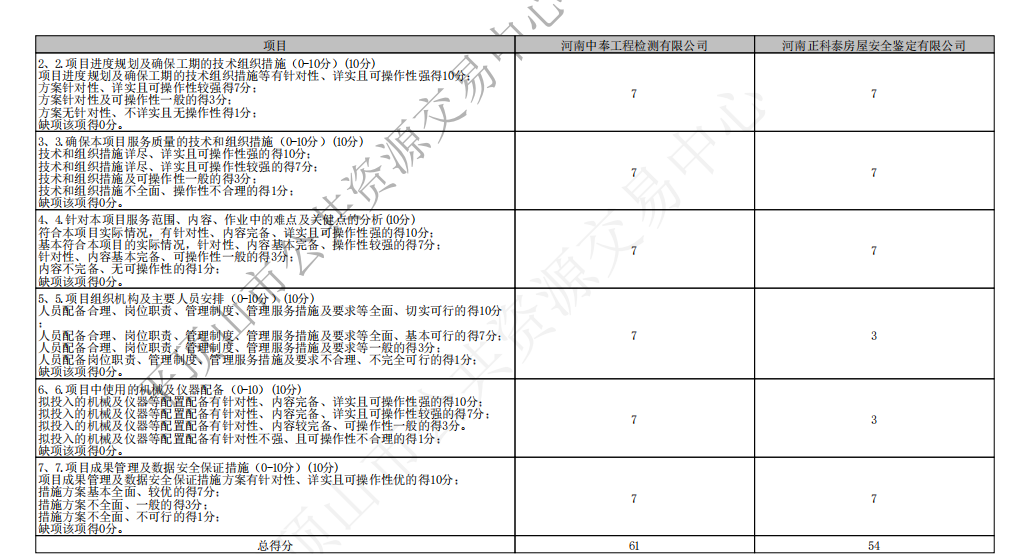 项目 河南中泰工程检测有限公司 河南正科泰房屋安全鉴定有限公司
2、2.项目进度规划及确保工期的技术组织措施（0-10分）(10分)
项目进度规划及确保工期的技术组织措施等有针对性、详实且可操作性强得10分；
方案针对性、详实且可操作性较强得7分；
方案针对性及可操作性一般的得3分；
方案无针对性、不详实且无操作性得1分；
缺项该项得0分。
7 7
3、3.确保本项目服务质量的技术和组织措施（0-10分）(10分)
技术和组织措施详尽、详实且可操作性强的得10分；
技术和组织措施详尽、详实且可操作性较强的得7分；
技术和组织措施及可操作性一般的得3分；
技术和组织措施不全面、操作性不合理的得1分；
缺项该项得0分。
7 7
4、4.针对本项目服务范围、内容、作业中的难点及关健点的分析(10分)
符合本项目实际情况，有针对性、内容完备、详实且可操作性强的得10分；
基本符合本项目的实际情况，针对性、内容基本完备、操作性较强的得7分；
针对性、内容基本完备、可操作性一般的得3分；
内容不完备、无可操作性的得1分；
缺项该项得0分。
7 7
5、5.项目组织机构及主要人员安排（0-10分）(10分)
人员配备合理、岗位职责、管理制度、管理服务措施及要求等全面、切实可行的得10分
；
人员配备合理、岗位职责、管理制度、管理服务措施及要求等全面、基本可行的得7分；
人员配备合理、岗位职责、管理制度、管理服务措施及要求等一般的得3分；
人员配备岗位职责、管理制度、管理服务措施及要求不合理、不完全可行的得1分；
缺项该项得0分。
7 3
6、6.项目中使用的机械及仪器配备（0-10）(10分)
拟投入的机械及仪器等配置配备有针对性、内容完备、详实且可操作性强的得10分；
拟投入的机械及仪器等配置配备有针对性、内容完备、详实且可操作性较强的得7分；
拟投入的机械及仪器等配置配备有针对性、内容较完备、可操作性一般的得3分。
拟投入的机械及仪器等配置配备有针对性不强、且可操作性不合理的得1分；
缺项该项得0分。
7 3
7、7.项目成果管理及数据安全保证措施（0-10分）(10分)
项目成果管理及数据安全保证措施方案有针对性、详实且可操作性优的得10分；
措施方案基本全面、较优的得7分；
措施方案不全面、一般的得3分；
措施方案不全面、不可行的得1分；
缺项该项得0分。
7 7
总得分 61 54
平顶山市公共资源交易中心
顶山市公共资源交易中心